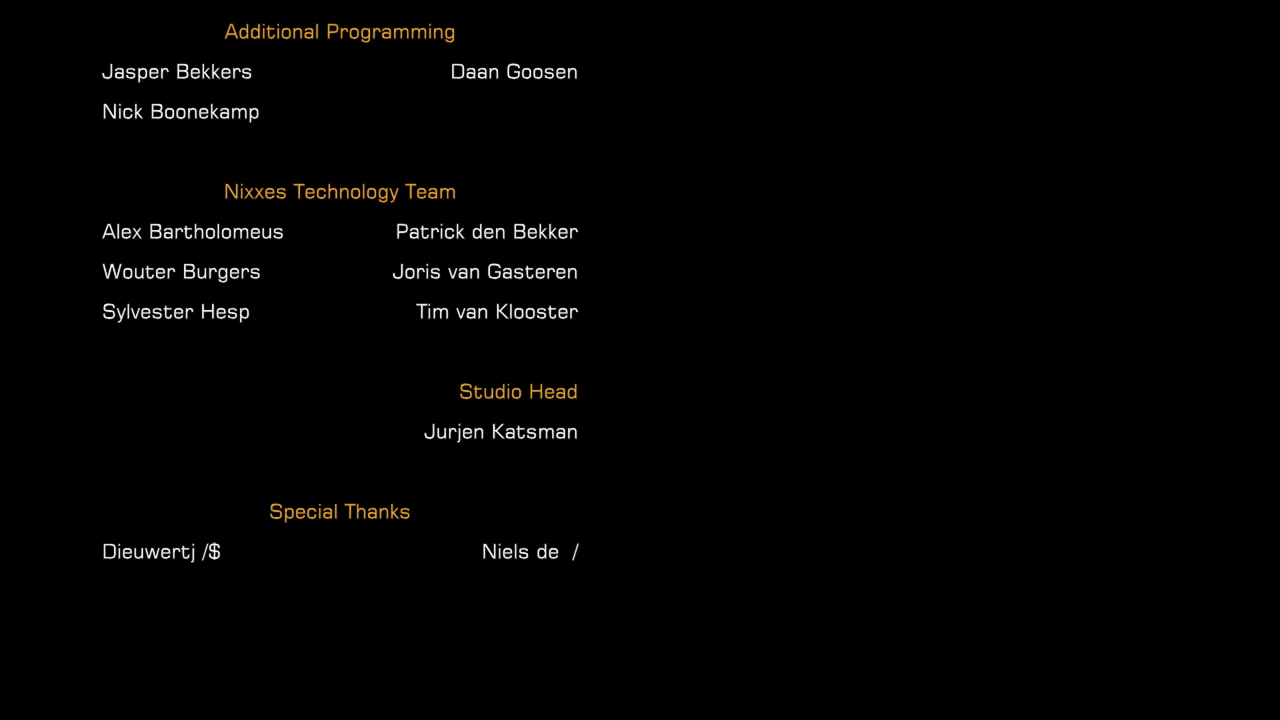 Additional Programming
Jasper Bekkers Daan Goosen
Nick Boonekamp
Nixxes Technology Team
Alex Bartholomeus Patrick den Bekker
Wouter Burgers Joris van Gasteren
Sylvester Hesp Tim van Klooster
Studio Head
Jurjen Katsman
Special Thanks
Dieuwertj /$ Niels de /